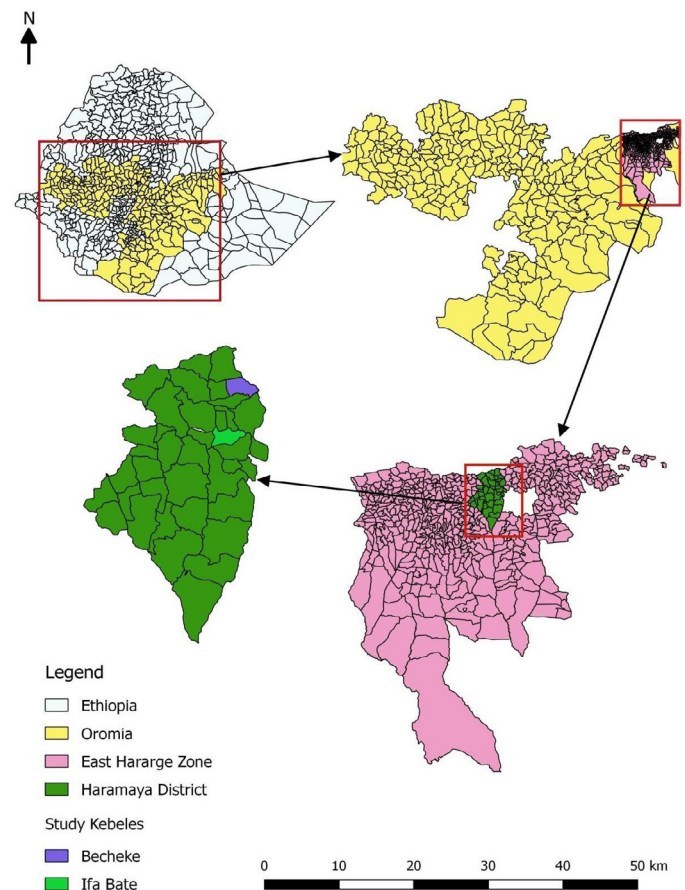 N
Legend
Ethiopia
Oromia
East Hararge Zone
Haramaya District
Study Kebeles
Becheke
Ifa Bate
0 10 20 30 40 50 km